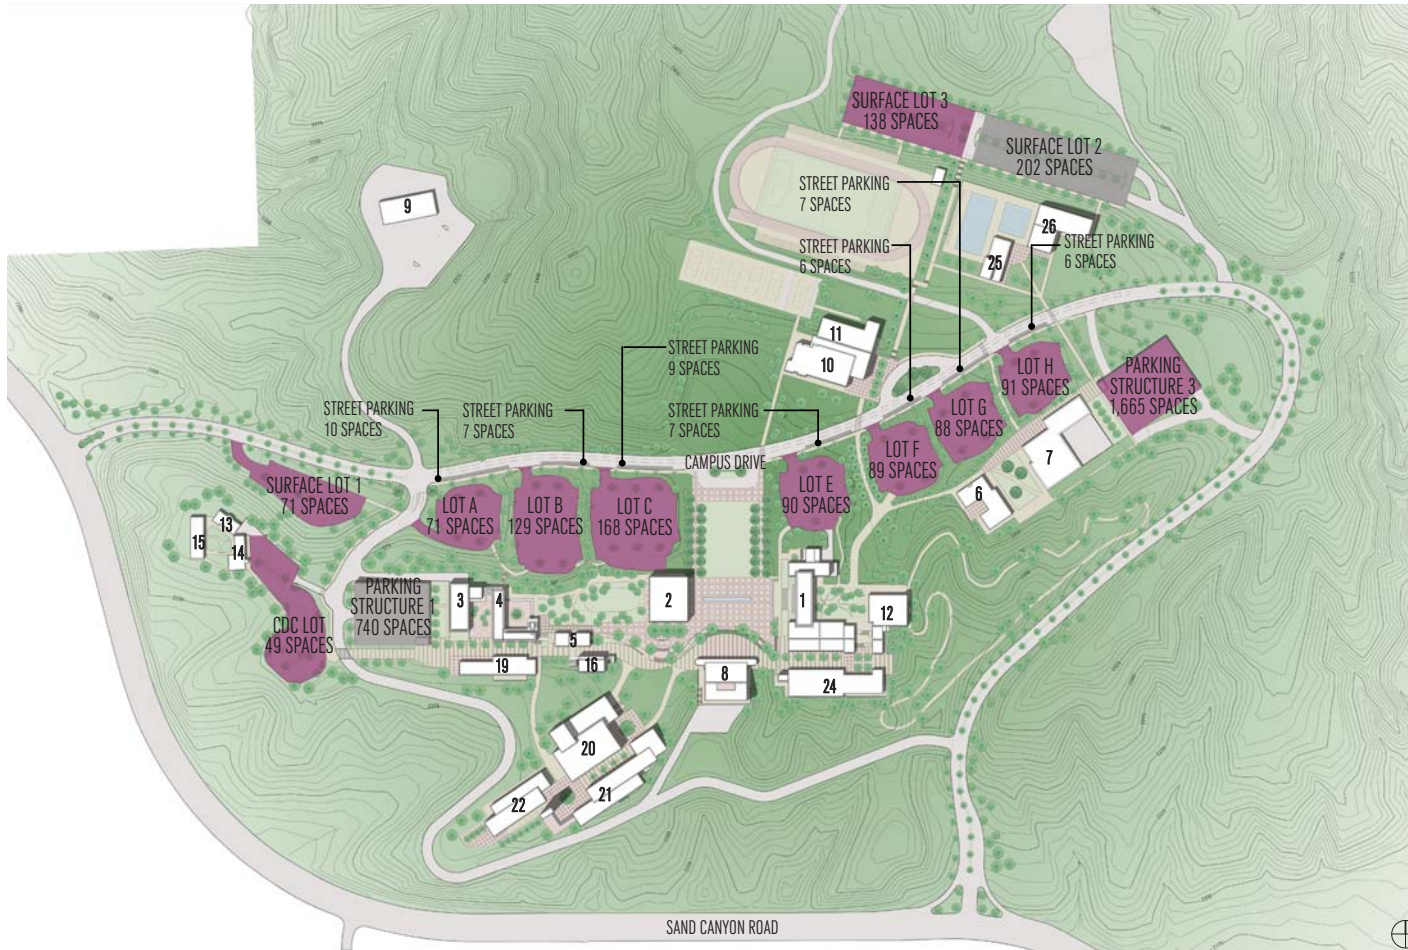 SURFACE LOT 3
138 SPACES
SURFACE LOT 2
202 SPACES
STREET PARKING
7 SPACES
9
26
STREET PARKING
6 SPACES
STREET PARKING
6 SPACES
25
11
10
STREET PARKING
9 SPACES
LOT H
91 SPACES
PARKING
STRUCTURE 3
1,665 SPACES
STREET PARKING
10 SPACES
STREET PARKING
7 SPACES
STREET PARKING
7 SPACES
LOT G
88 SPACES
LOT F
89 SPACES
7
CAMPUS DRIVE
SURFACE LOT 1
71 SPACES
LOT A
71 SPACES
LOT B
129 SPACES
LOT C
168 SPACES
LOT E
90 SPACES
6
13
15
14
PARKING
STRUCTURE 1
740 SPACES
3
4
2
1
12
CDC LOT
49 SPACES
5
19
16
8
24
20
22
21
SAND CANYON ROAD